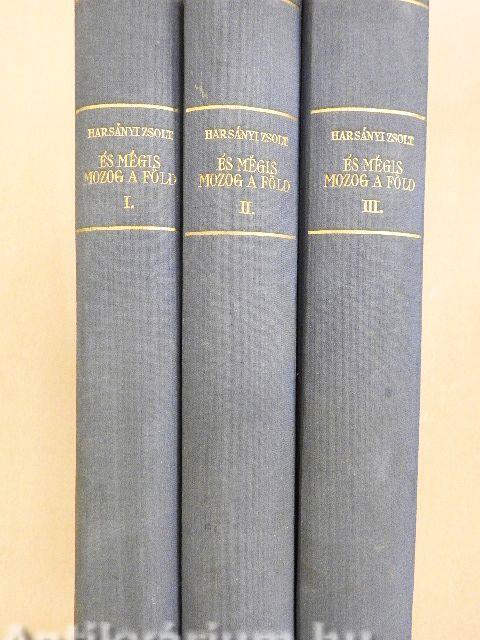 HARSÁNYI ZSOLT
ÉS MÉGIS
MOZOG A FÖLD
I.
HARSÁNYI ZSOLT
ÉS MÉGIS
MOZOG A FÖLD
II.
HARSÁNYI ZSOLT
ÉS MÉGIS
MOZOG A FÖLD
III.